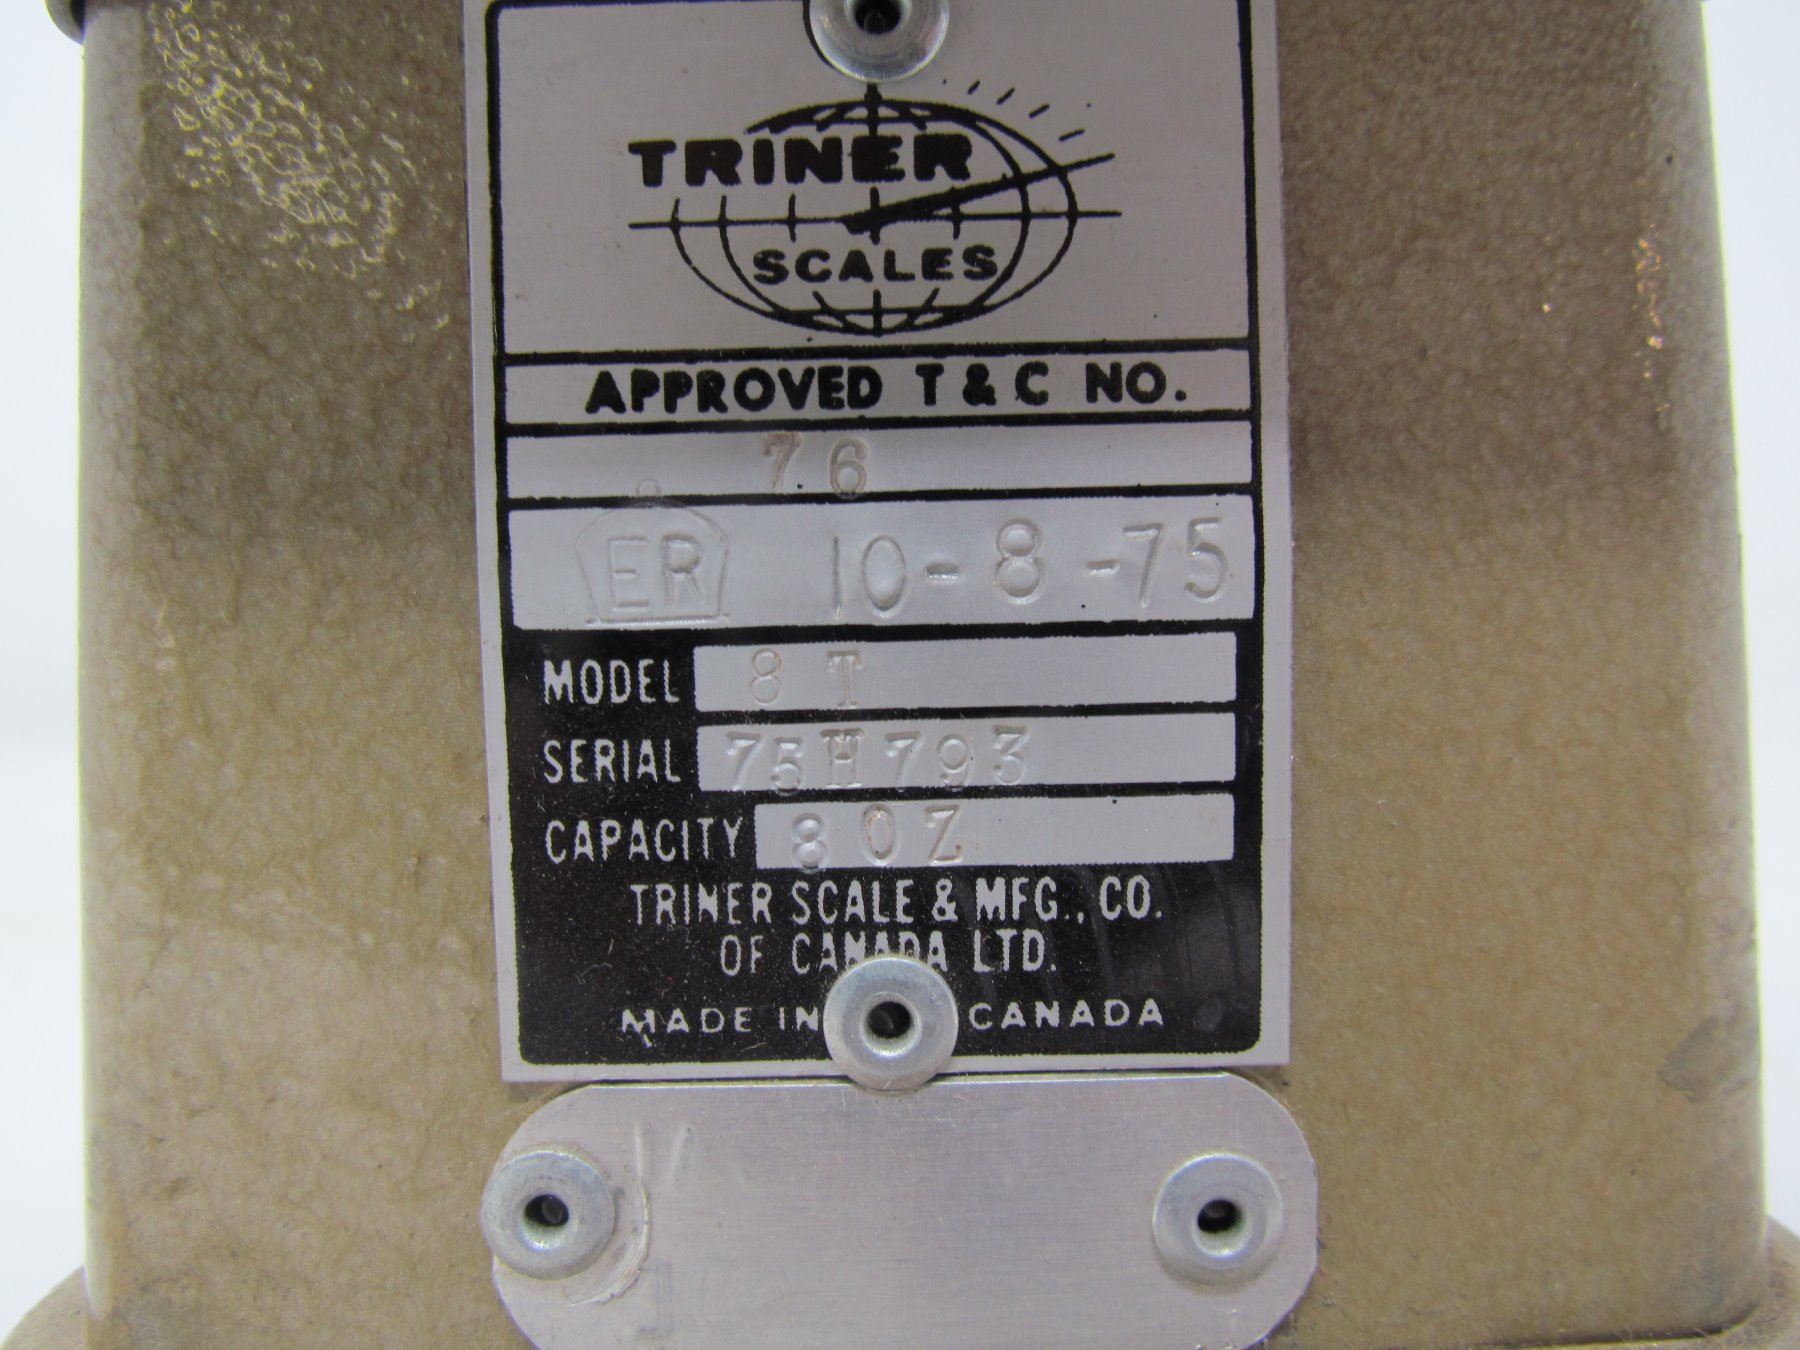 TRINER
SCALES
APPROVED T & C NO.
76
ER 10-8-75
MODEL 8 T
SERIAL 75H793
CAPACITY 8 OZ
TRINER SCALE & MFG., CO.
OF CANADA LTD.
MADE IN CANADA